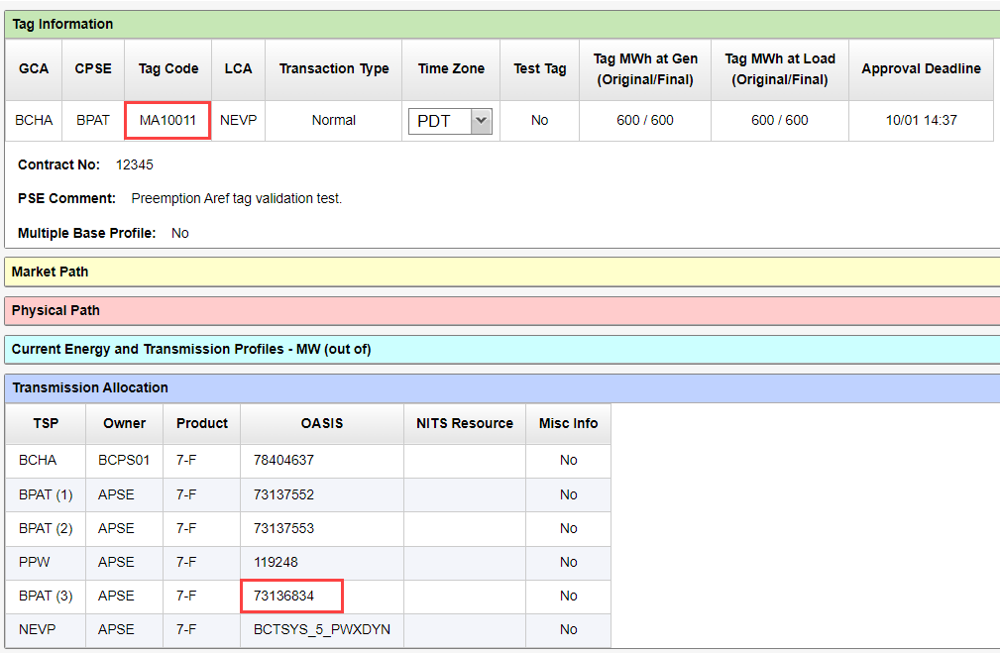 Tag Information
GCA CPSE Tag Code LCA Transaction Type Time Zone Test Tag Tag MWh at Gen (Original/Final) Tag MWh at Load (Original/Final) Approval Deadline
BCHA BPAT MA10011 NEVP Normal PDT No 600 / 600 600 / 600 10/01 14:37
Contract No: 12345
PSE Comment: Preemption Aref tag validation test.
Multiple Base Profile: No
Market Path
Physical Path
Current Energy and Transmission Profiles - MW (out of)
Transmission Allocation
TSP Owner Product OASIS NITS Resource Misc Info
BCHA BCPS01 7-F 78404637 No
BPAT (1) APSE 7-F 73137552 No
BPAT (2) APSE 7-F 73137553 No
PPW APSE 7-F 119248 No
BPAT (3) APSE 7-F 73136834 No
NEVP APSE 7-F BCTSYS_5_PWXDYN No